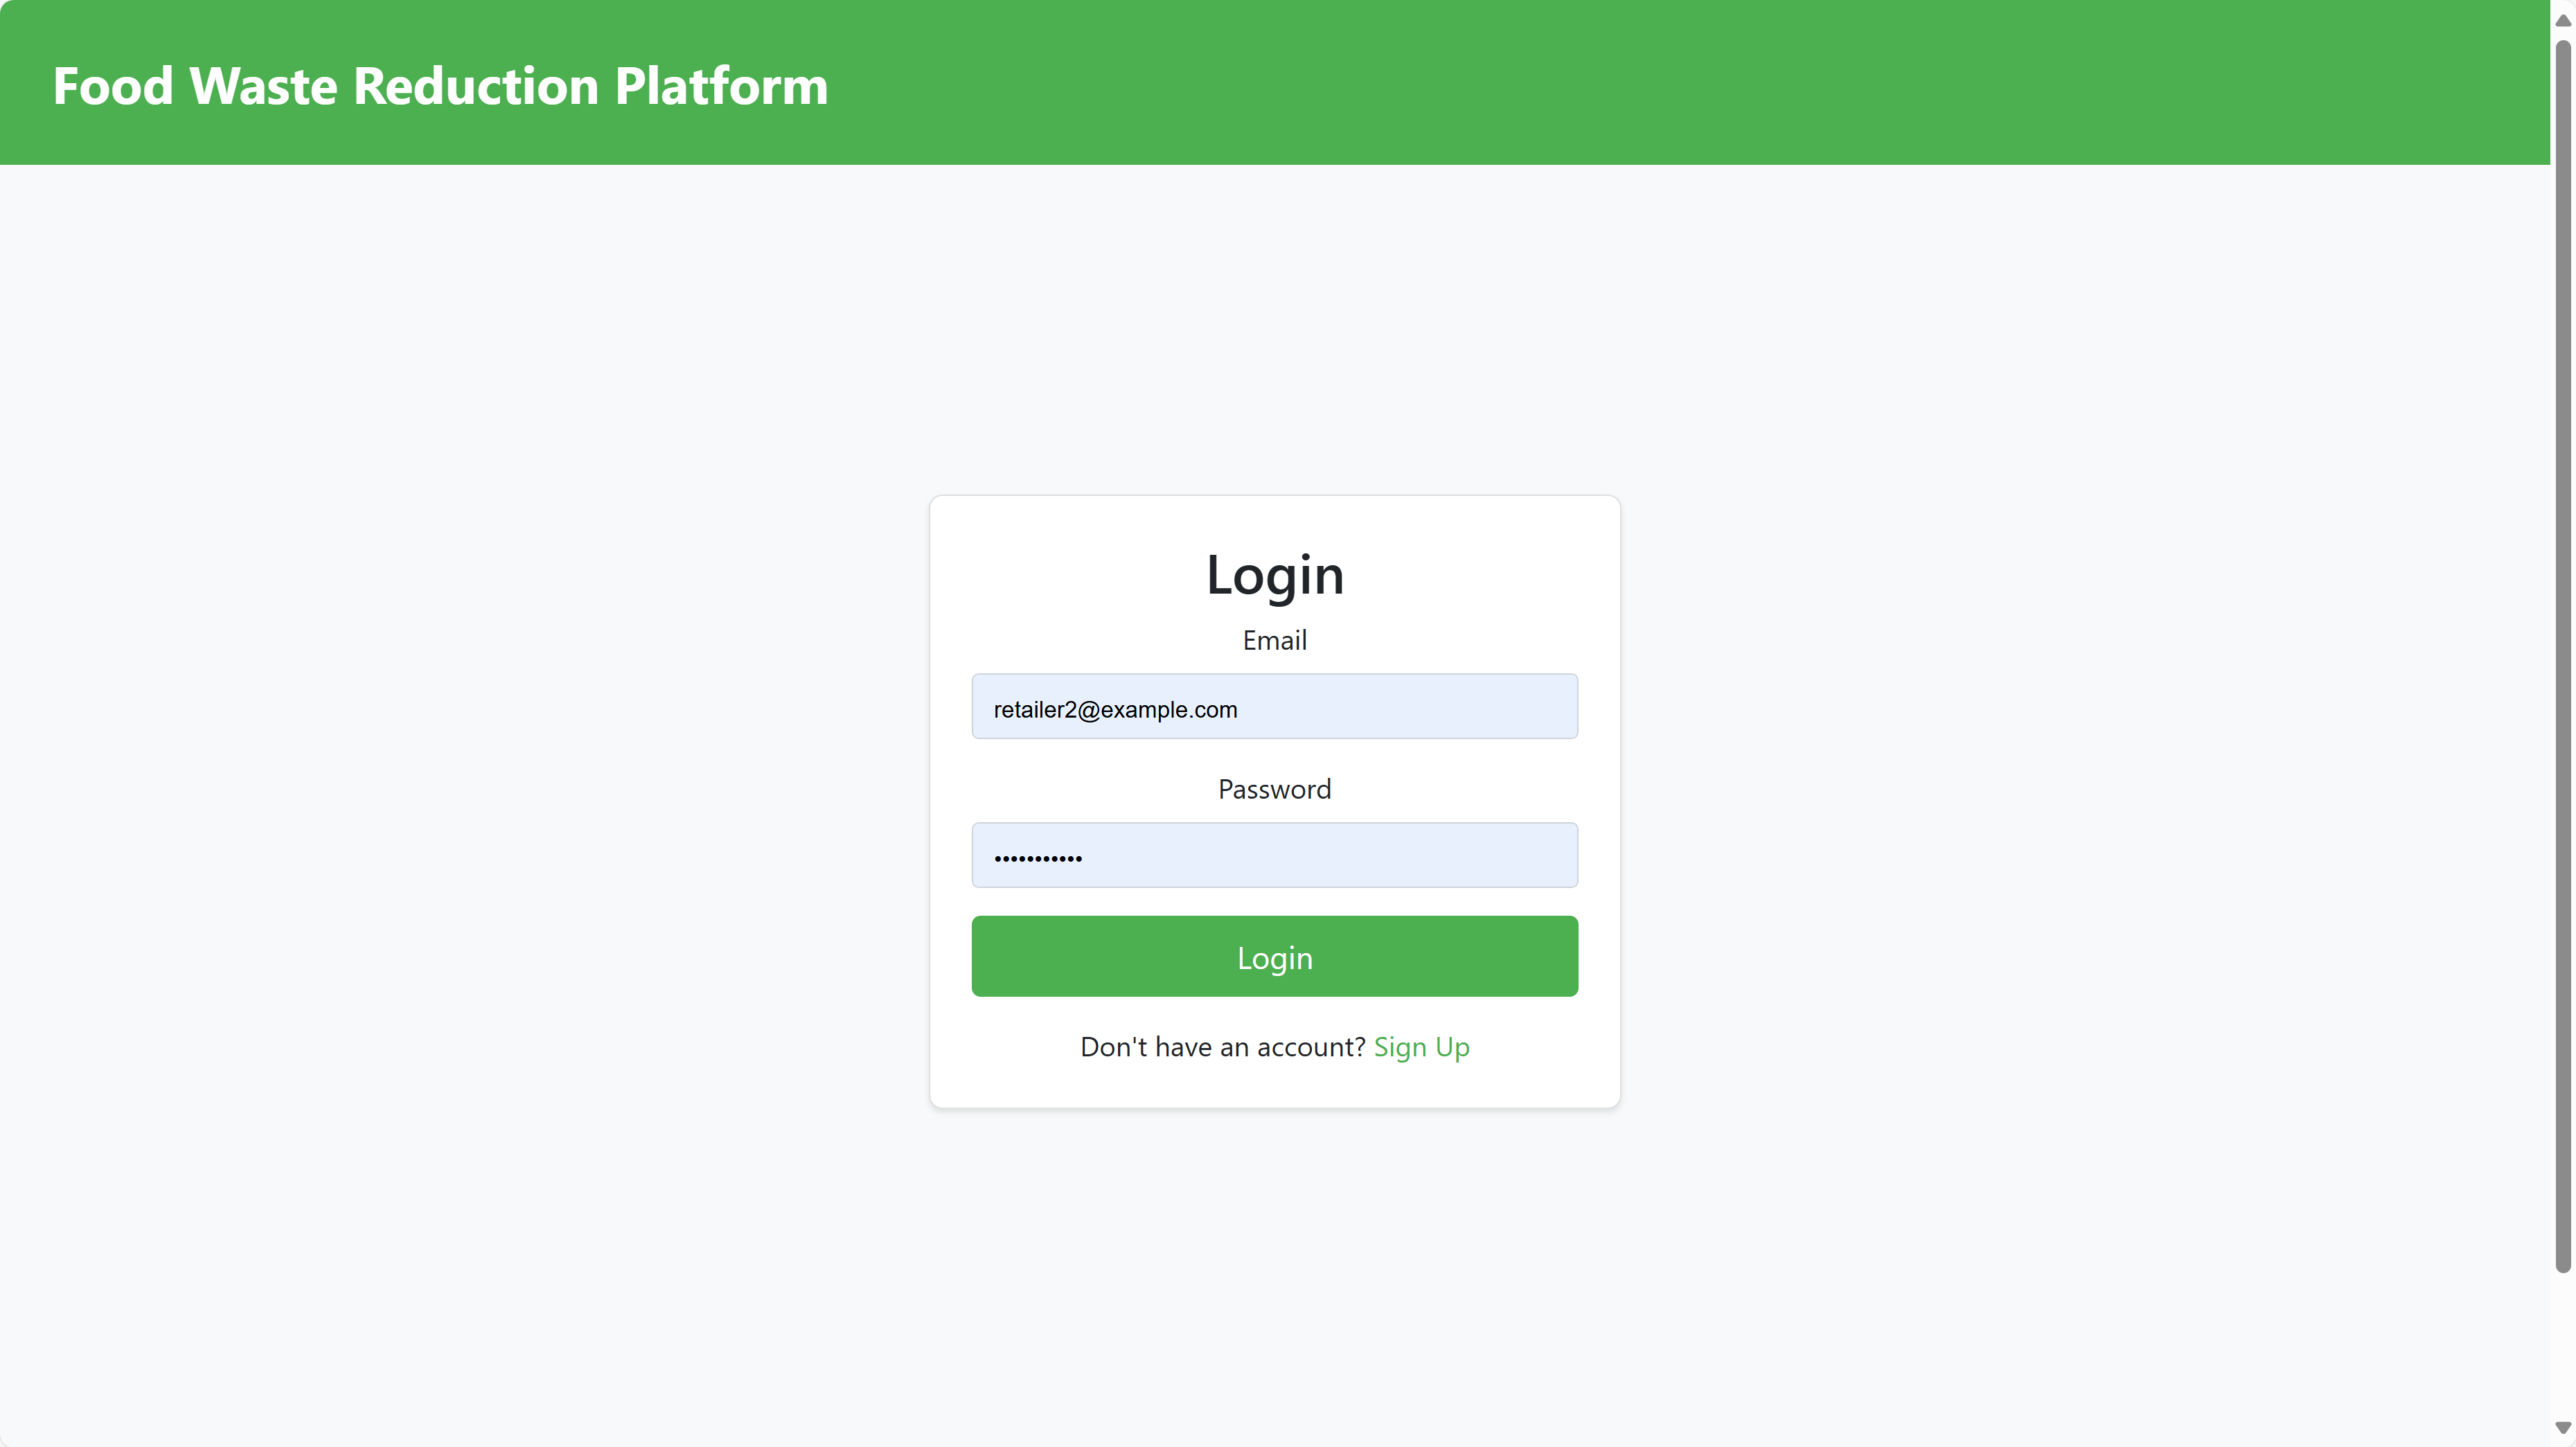 Food Waste Reduction Platform
Login
Email
retailer2@example.com
Password
•••••••••••
Login
Don't have an account? Sign Up